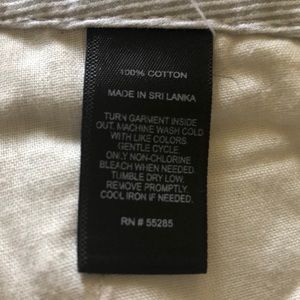 100% COTTON
MADE IN SRI LANKA
TURN GARMENT INSIDE
OUT. MACHINE WASH COLD
WITH LIKE COLORS
GENTLE CYCLE.
ONLY NON-CHLORINE
BLEACH WHEN NEEDED.
TUMBLE DRY LOW.
REMOVE PROMPTLY.
COOL IRON IF NEEDED.
RN # 55285